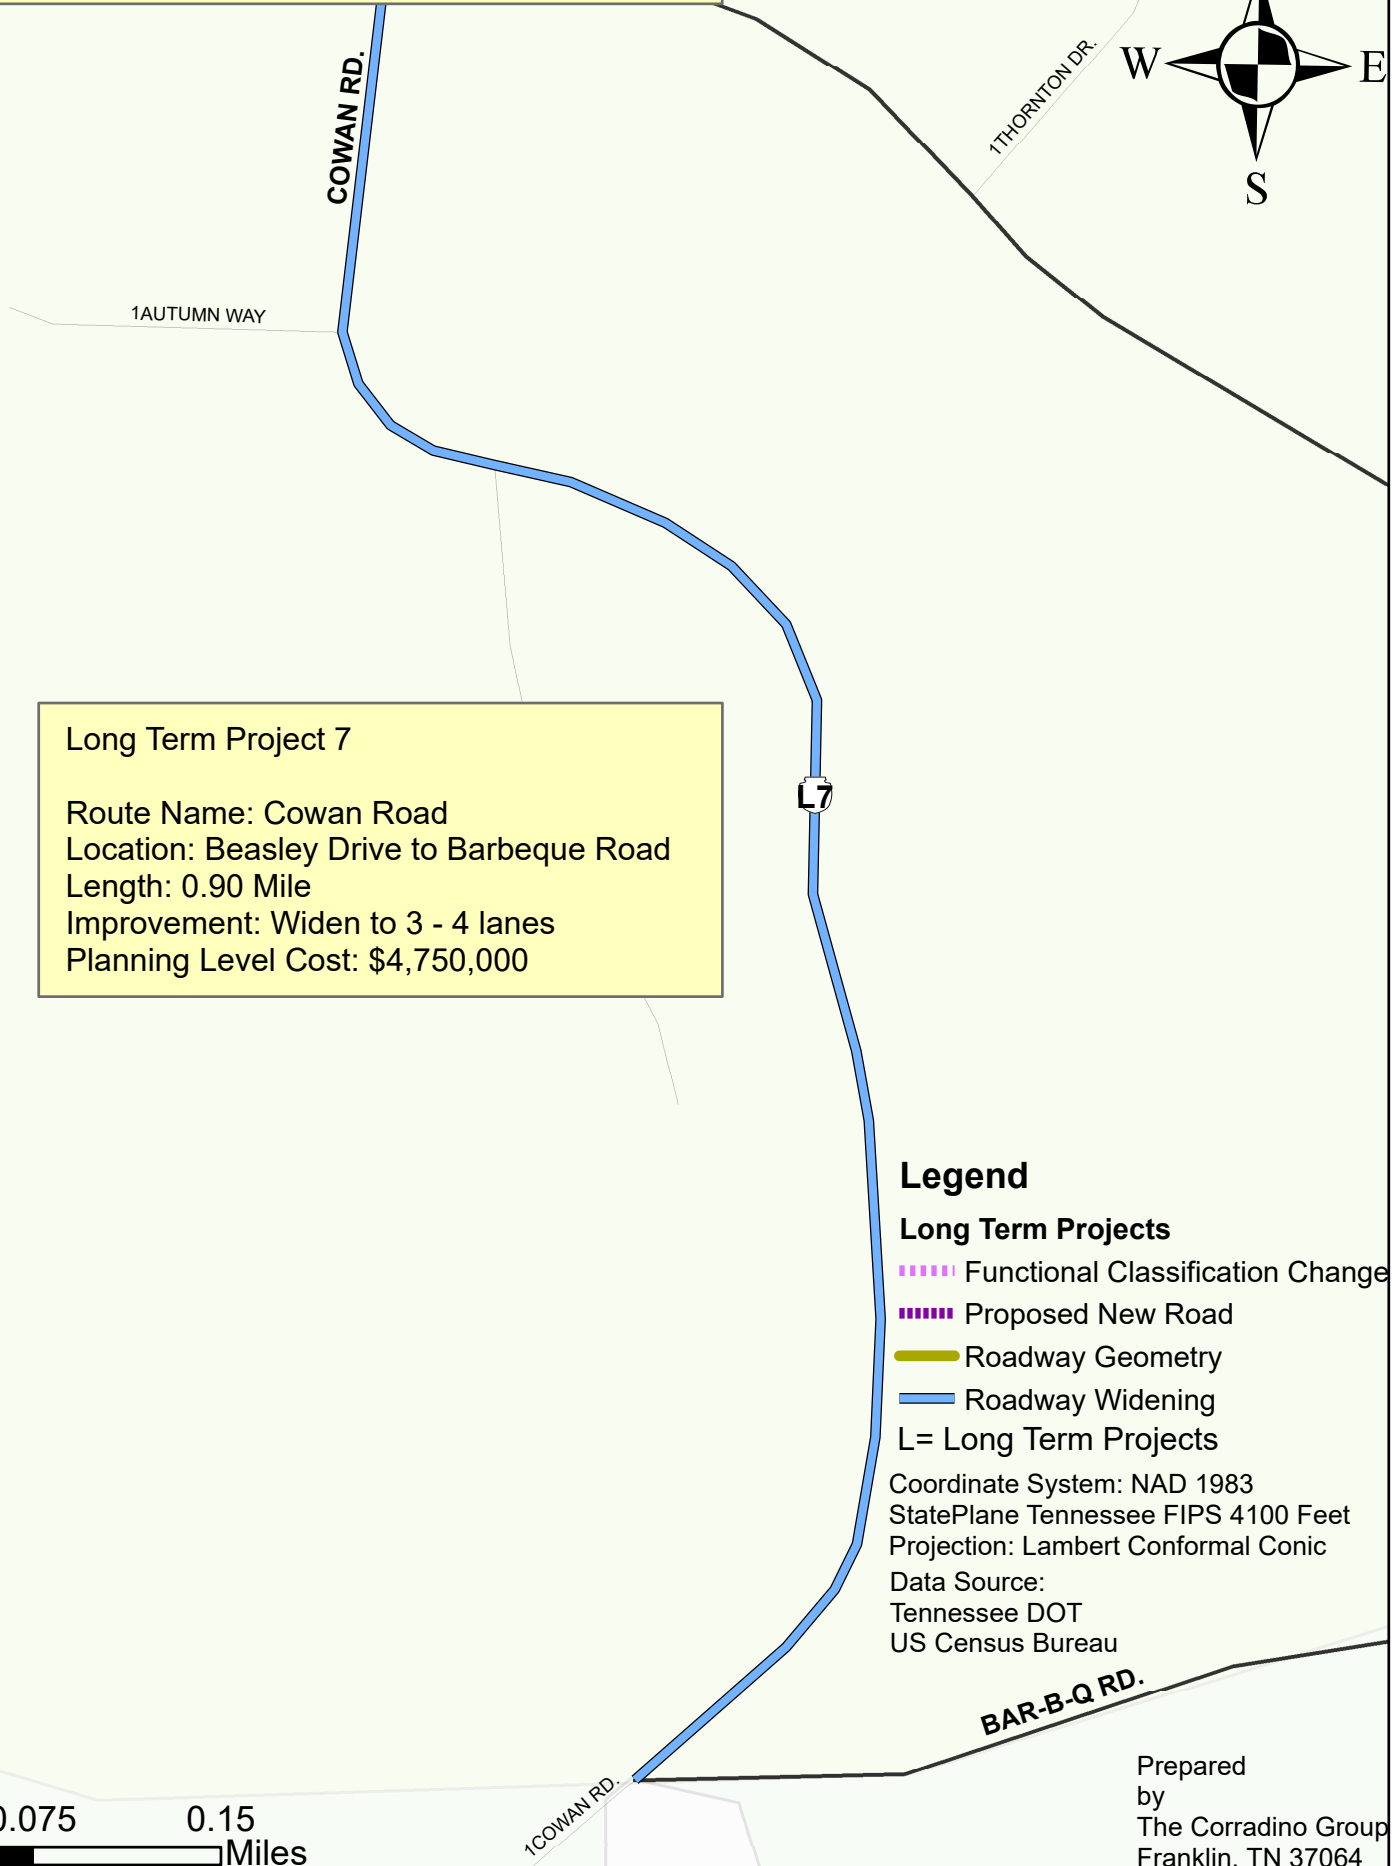 COWAN RD.
1THORNTON DR.
W
E
S
1AUTUMN WAY
Long Term Project 7
Route Name: Cowan Road
Location: Beasley Drive to Barbeque Road
Length: 0.90 Mile
Improvement: Widen to 3 - 4 lanes
Planning Level Cost: $4,750,000
L7
Legend
Long Term Projects
Functional Classification Change
Proposed New Road
Roadway Geometry
Roadway Widening
L= Long Term Projects
Coordinate System: NAD 1983
StatePlane Tennessee FIPS 4100 Feet
Projection: Lambert Conformal Conic
Data Source:
Tennessee DOT
US Census Bureau
BAR-B-Q RD.
1COWAN RD.
0.075 0.15
Miles
Prepared
by
The Corradino Group
Franklin, TN 37064